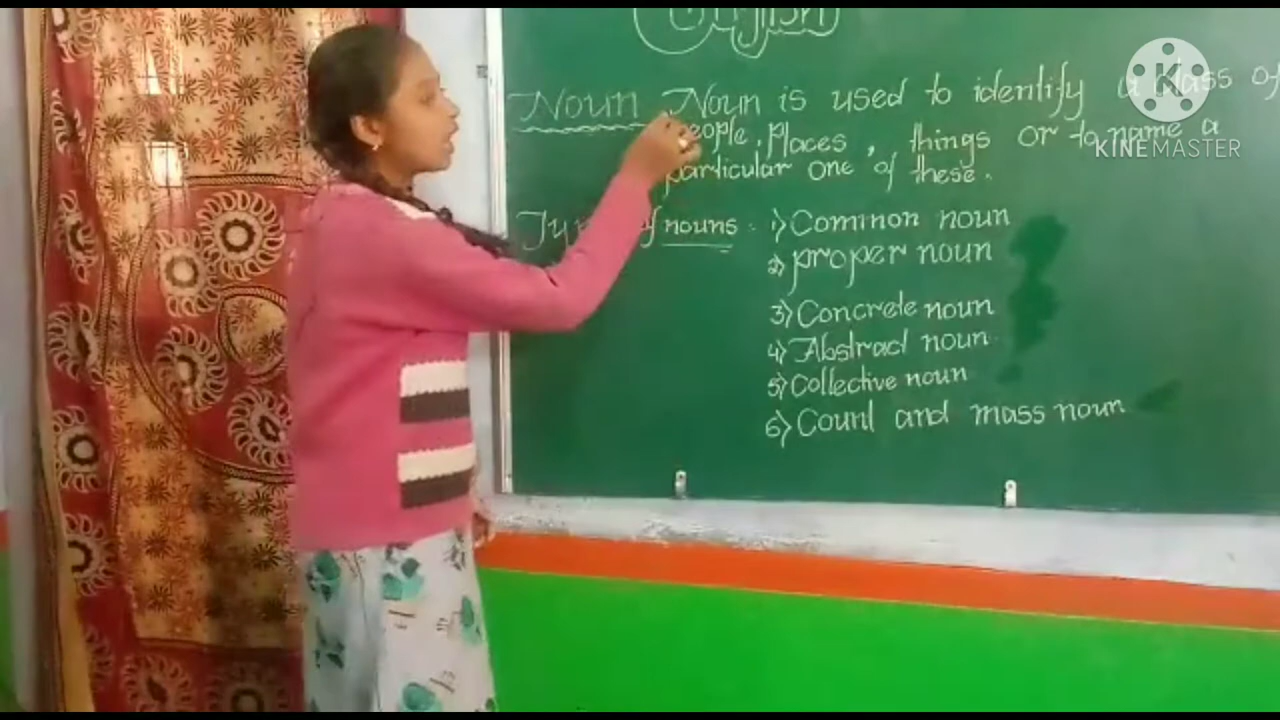 English
Noun Noun is used to identify a class of
people, places, things or to name a
particular one of these.
of nouns : 1) Common noun
2) proper noun
3) Concrete noun
4) Abstract noun
5) Collective noun
6) Count and mass noun
K
KINEMASTER